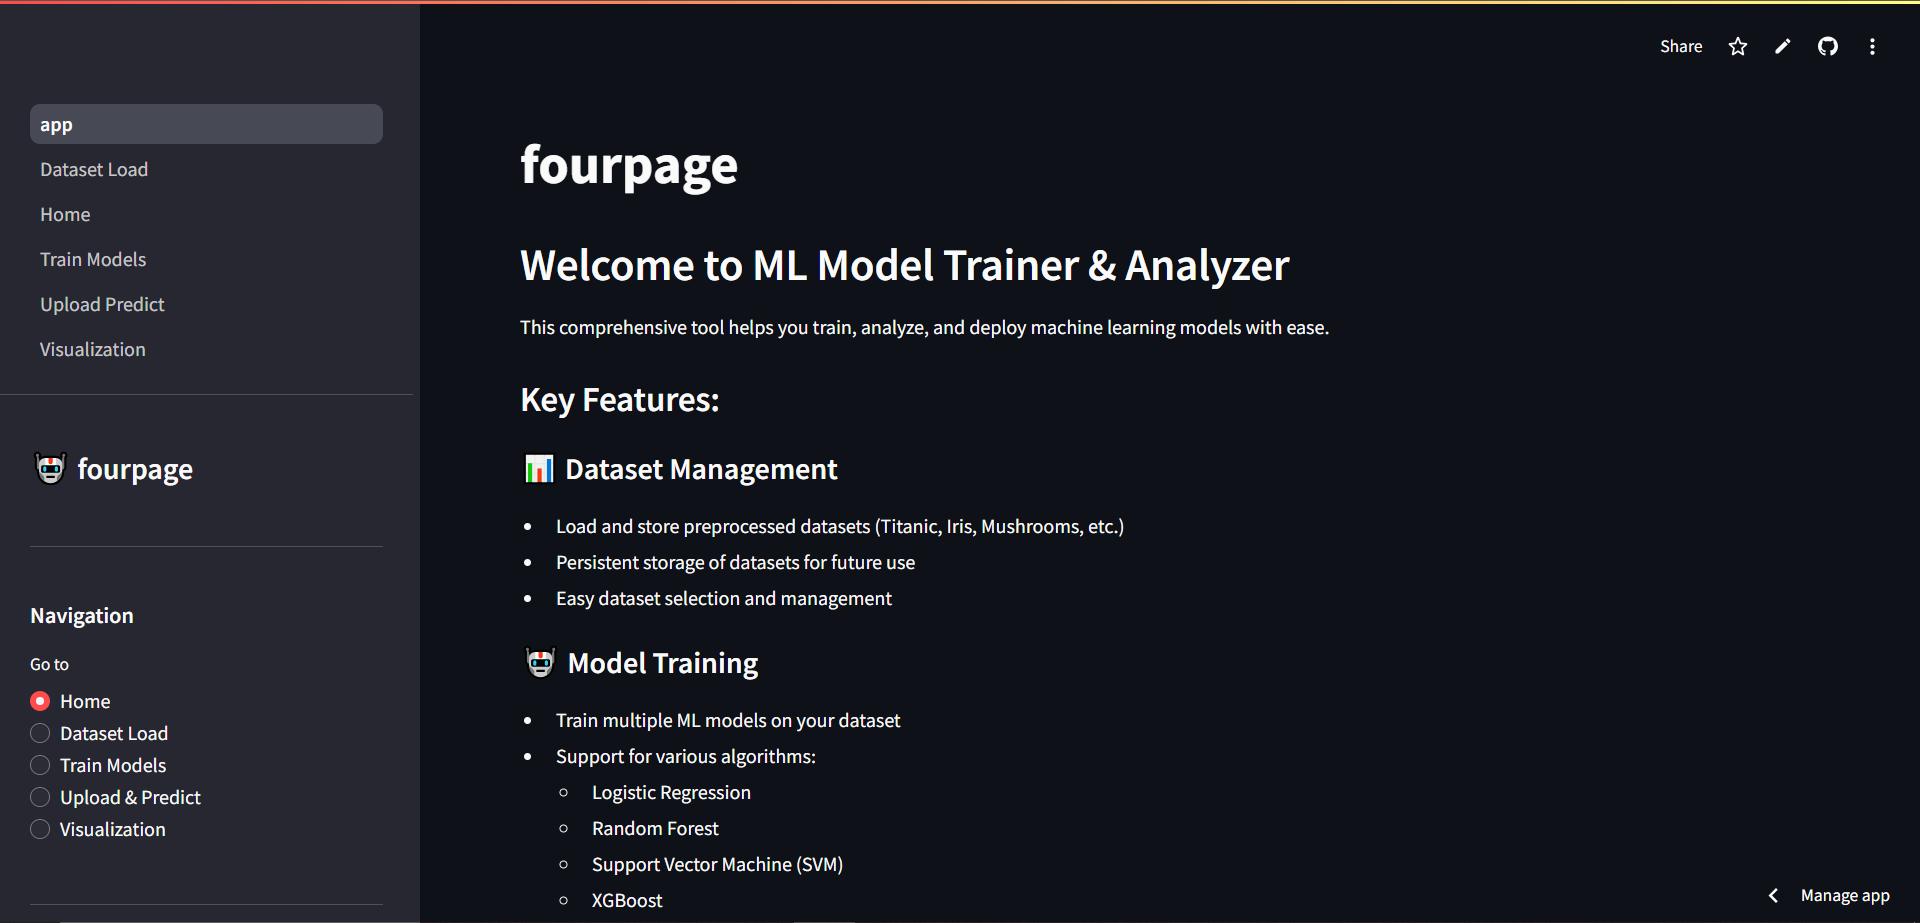 Share
app
Dataset Load
Home
Train Models
Upload Predict
Visualization
fourpage
Navigation
Go to
Home
Dataset Load
Train Models
Upload & Predict
Visualization
fourpage
Welcome to ML Model Trainer & Analyzer
This comprehensive tool helps you train, analyze, and deploy machine learning models with ease.
Key Features:
Dataset Management
Load and store preprocessed datasets (Titanic, Iris, Mushrooms, etc.)
Persistent storage of datasets for future use
Easy dataset selection and management
Model Training
Train multiple ML models on your dataset
Support for various algorithms:
Logistic Regression
Random Forest
Support Vector Machine (SVM)
XGBoost
Manage app